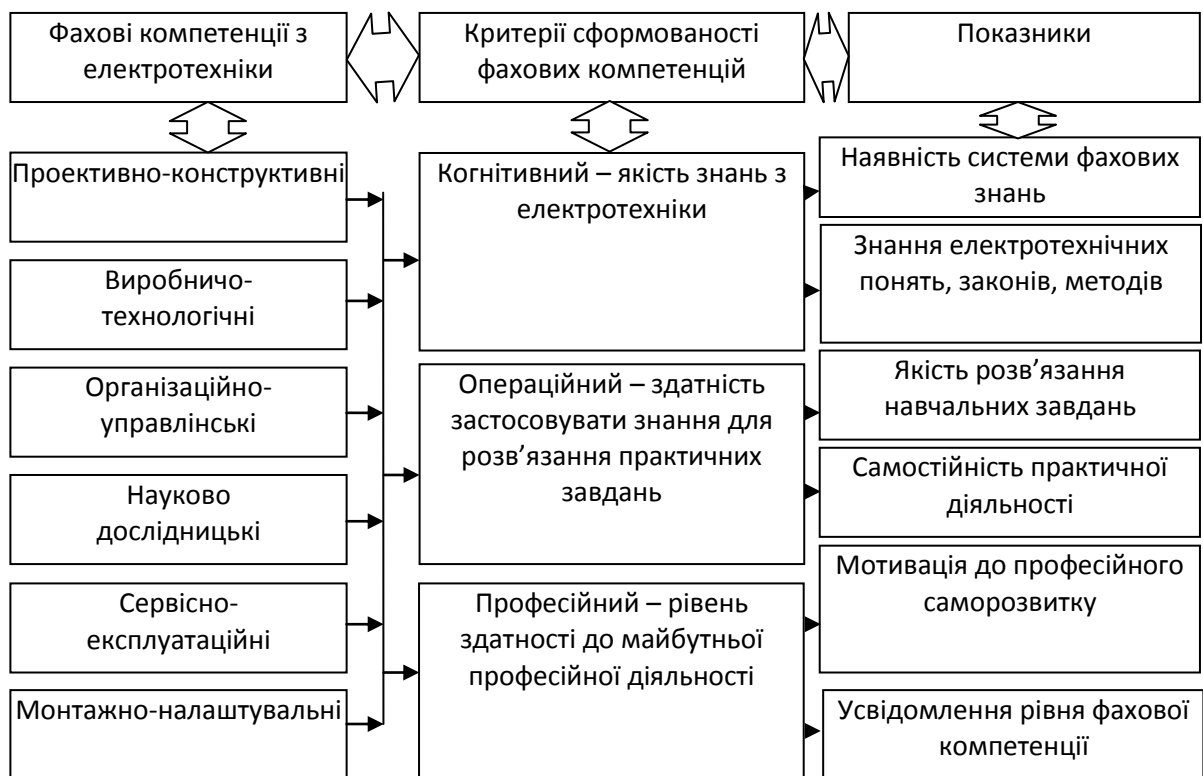 Фахові компетенції з
електротехніки
Критерії сформованості
фахових компетенцій
Показники
Проективно-конструктивні
Виробничо-
технологічні
Організаційно-
управлінські
Науково
дослідницькі
Сервісно-
експлуатаційні
Монтажно-налаштувальні
Когнітивний – якість знань з
електротехніки
Операційний – здатність
застосовувати знання для
розв’язання практичних
завдань
Професійний – рівень
здатності до майбутньої
професійної діяльності
Наявність системи фахових
знань
Знання електротехнічних
понять, законів, методів
Якість розв’язання
навчальних завдань
Самостійність практичної
діяльності
Мотивація до професійного
саморозвитку
Усвідомлення рівня фахової
компетенції